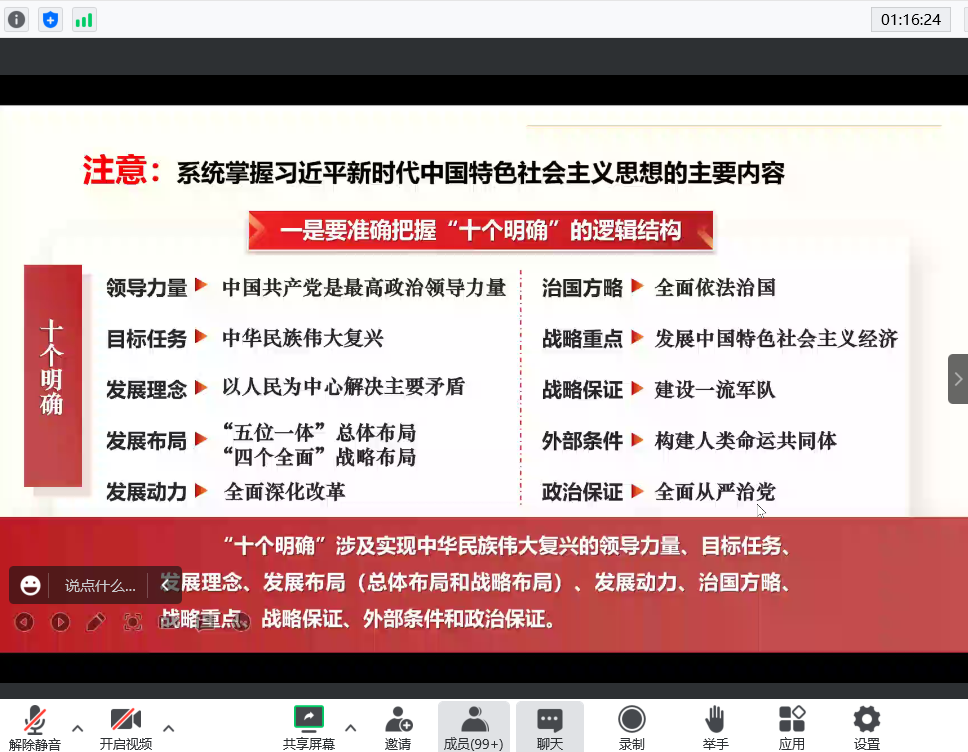 01:16:24
注意：系统掌握习近平新时代中国特色社会主义思想的主要内容
一是要准确把握“十个明确”的逻辑结构
十个明确
领导力量 中国共产党是最高政治领导力量
目标任务 中华民族伟大复兴
发展理念 以人民为中心解决主要矛盾
发展布局 “五位一体”总体布局
“四个全面”战略布局
发展动力 全面深化改革
治国方略 全面依法治国
战略重点 发展中国特色社会主义经济
战略保证 建设一流军队
外部条件 构建人类命运共同体
政治保证 全面从严治党
“十个明确”涉及实现中华民族伟大复兴的领导力量、目标任务、
发展理念、发展布局（总体布局和战略布局）、发展动力、治国方略、
战略重点、战略保证、外部条件和政治保证。
说点什么...
解除静音
开启视频
共享屏幕
邀请
成员(99+)
聊天
录制
举手
应用
设置